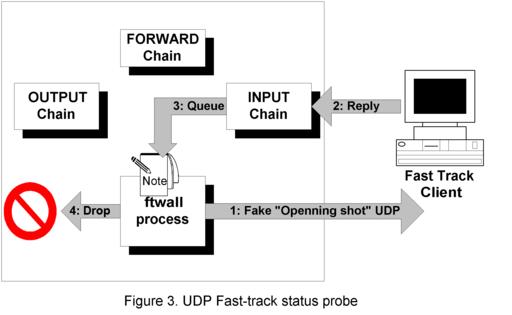 FORWARD
Chain
OUTPUT
Chain
3: Queue
INPUT
Chain
2: Reply
Note
Fast Track
Client
ftwall
process
4: Drop
1: Fake "Openning shot" UDP
Figure 3. UDP Fast-track status probe